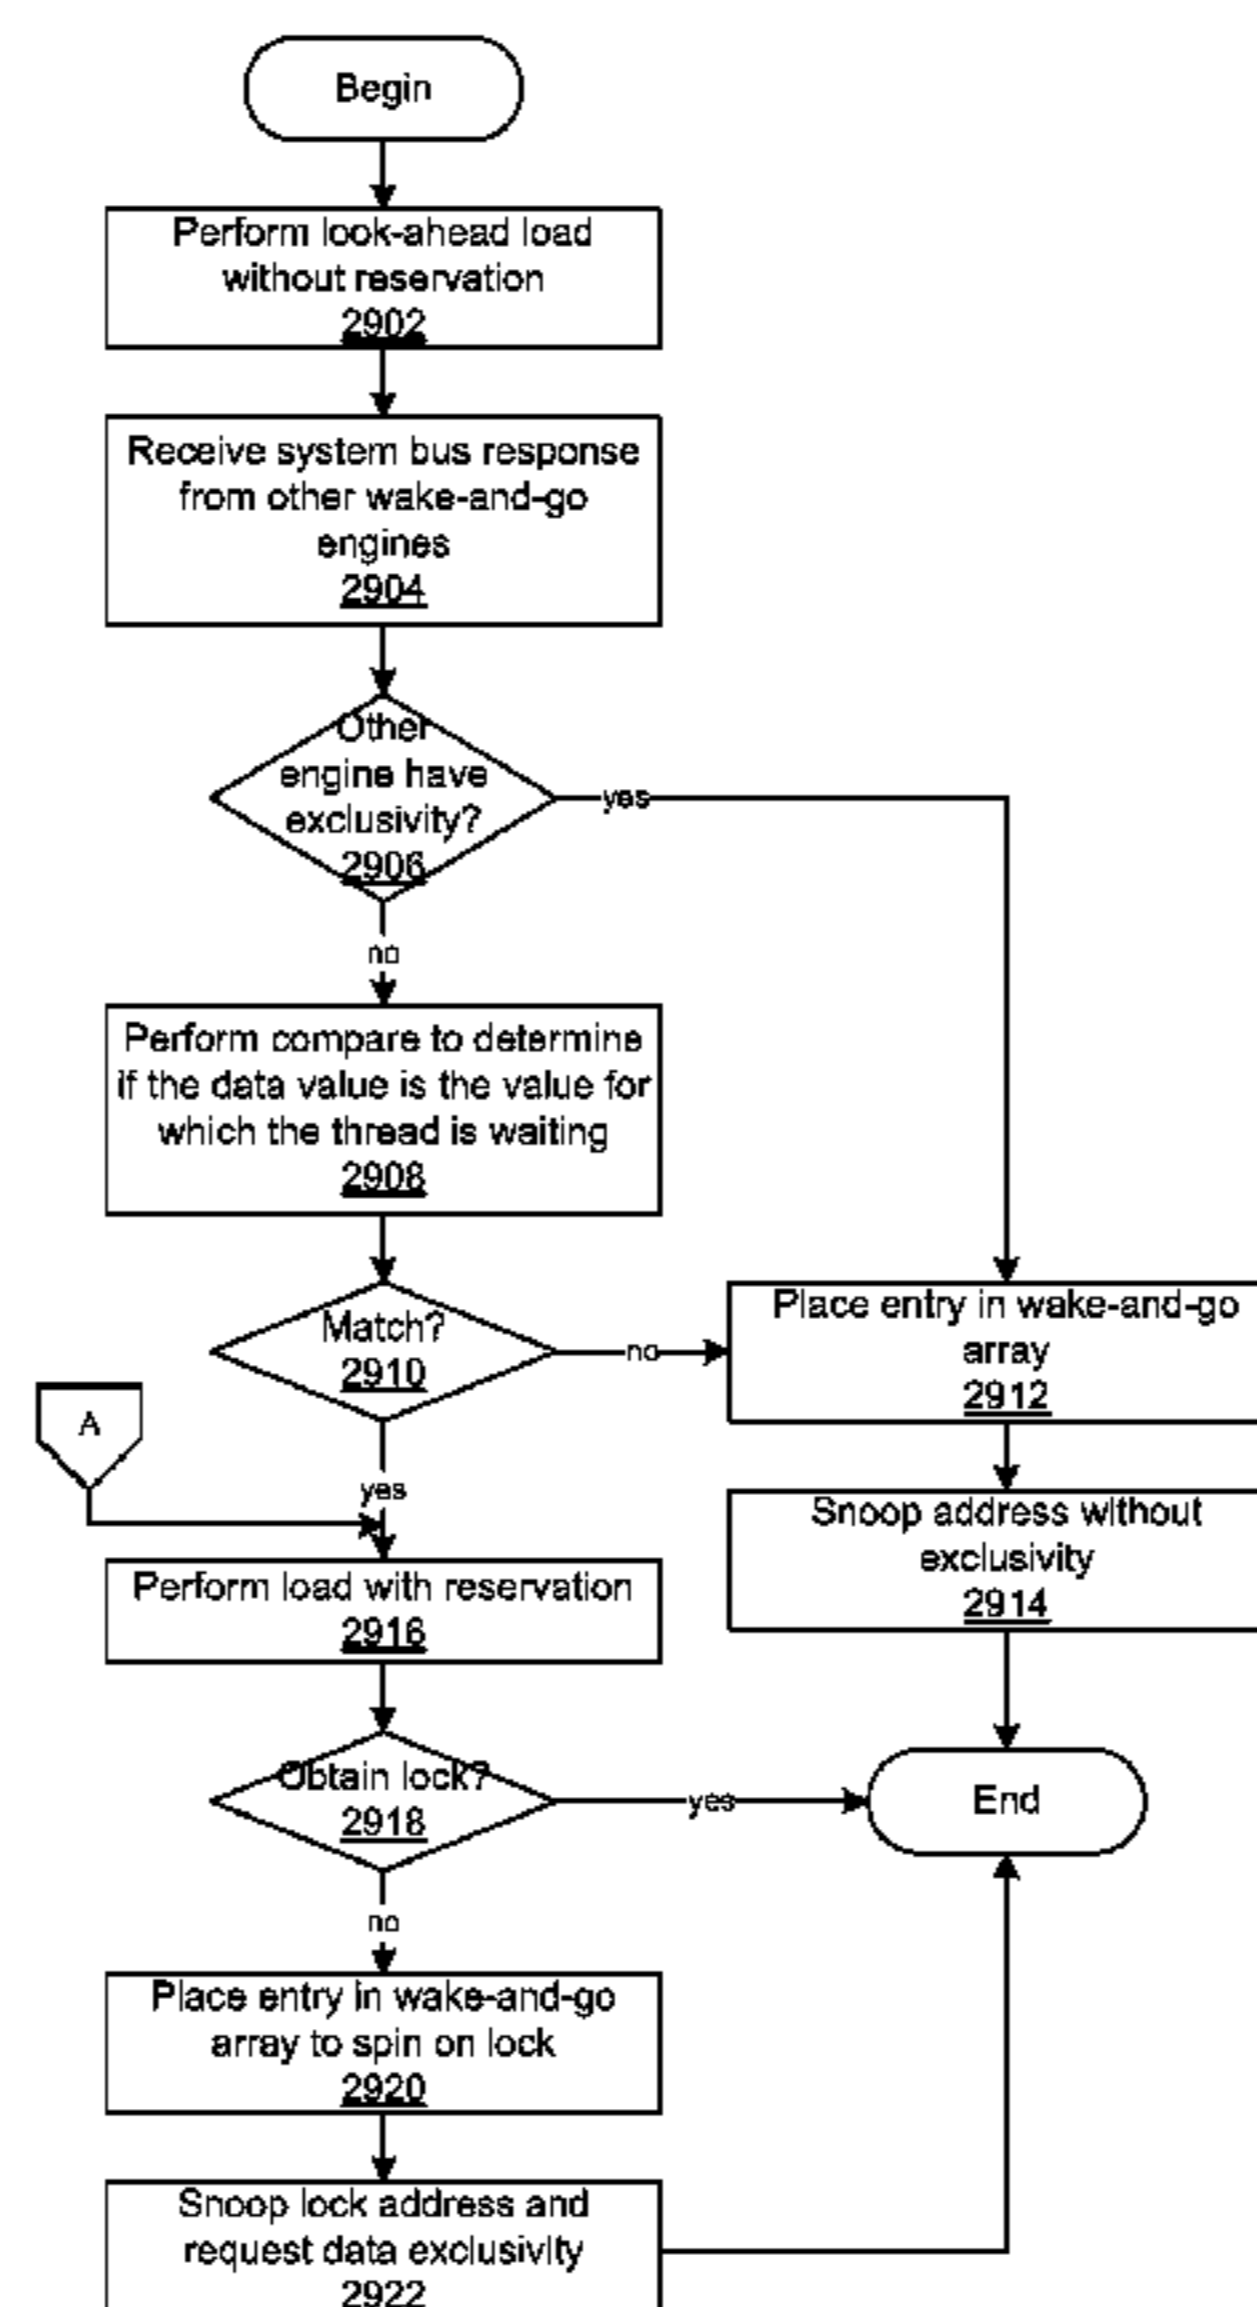 Begin
Perform look-ahead load
without reservation
2902
Receive system bus response
from other wake-and-go
engines
2904
Other
engine have
exclusivity?
2906
yes
no
Perform compare to determine
if the data value is the value for
which the thread is waiting
2908
Match?
2910
no
Place entry in wake-and-go
array
2912
A
yes
Snoop address without
exclusivity
2914
Perform load with reservation
2916
Obtain lock?
2918
yes
End
no
Place entry in wake-and-go
array to spin on lock
2920
Snoop lock address and
request data exclusivity
2922